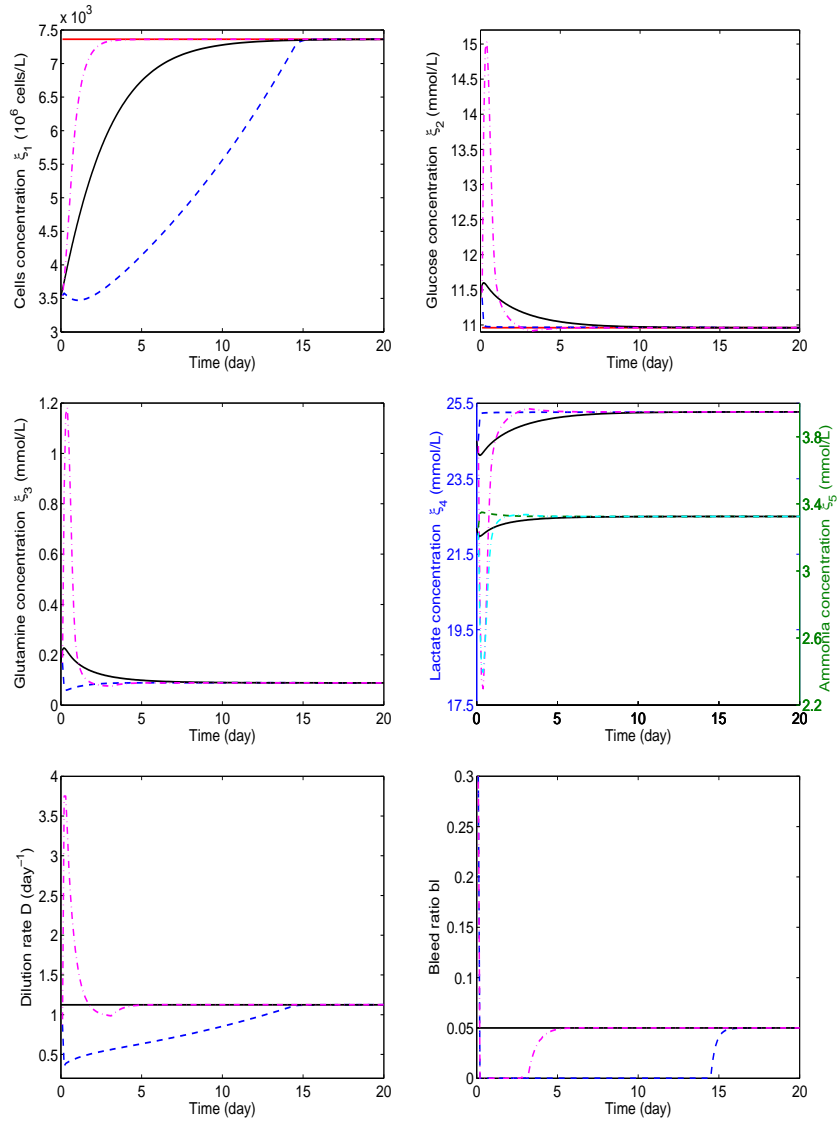 x 10³
7.5
7
6.5
6
5.5
5
4.5
4
3.5
3
0 5 10 15 20
Time (day)
Cells concentration ξ₁ (10⁶ cells/L)
15
14.5
14
13.5
13
12.5
12
11.5
11
0 5 10 15 20
Time (day)
Glucose concentration ξ₂ (mmol/L)
1.2
1
0.8
0.6
0.4
0.2
0
0 5 10 15 20
Time (day)
Glutamine concentration ξ₃ (mmol/L)
25.5
22.5
19.5
17.5
0 5 10 15 20
Time (day)
Lactate concentration ξ₄ (mmol/L)
3.8
3.4
3
2.6
2.2
Ammonia concentration ξ₅ (mmol/L)
4
3.5
3
2.5
2
1.5
1
0.5
0 5 10 15 20
Time (day)
Dilution rate D (day⁻¹)
0.3
0.25
0.2
0.15
0.1
0.05
0
0 5 10 15 20
Time (day)
Bleed ratio bl